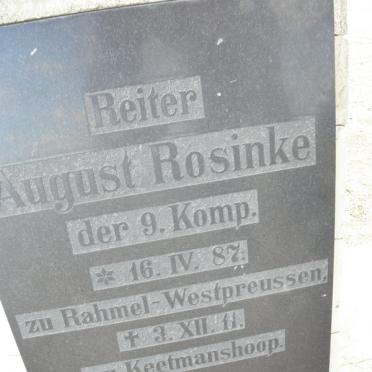 Reiter
August Rosinke
der 9. Komp.
✲ 16. IV. 87.
zu Rahmel-Westpreussen,
✝ 3. XII. 11.
Keetmanshoop.